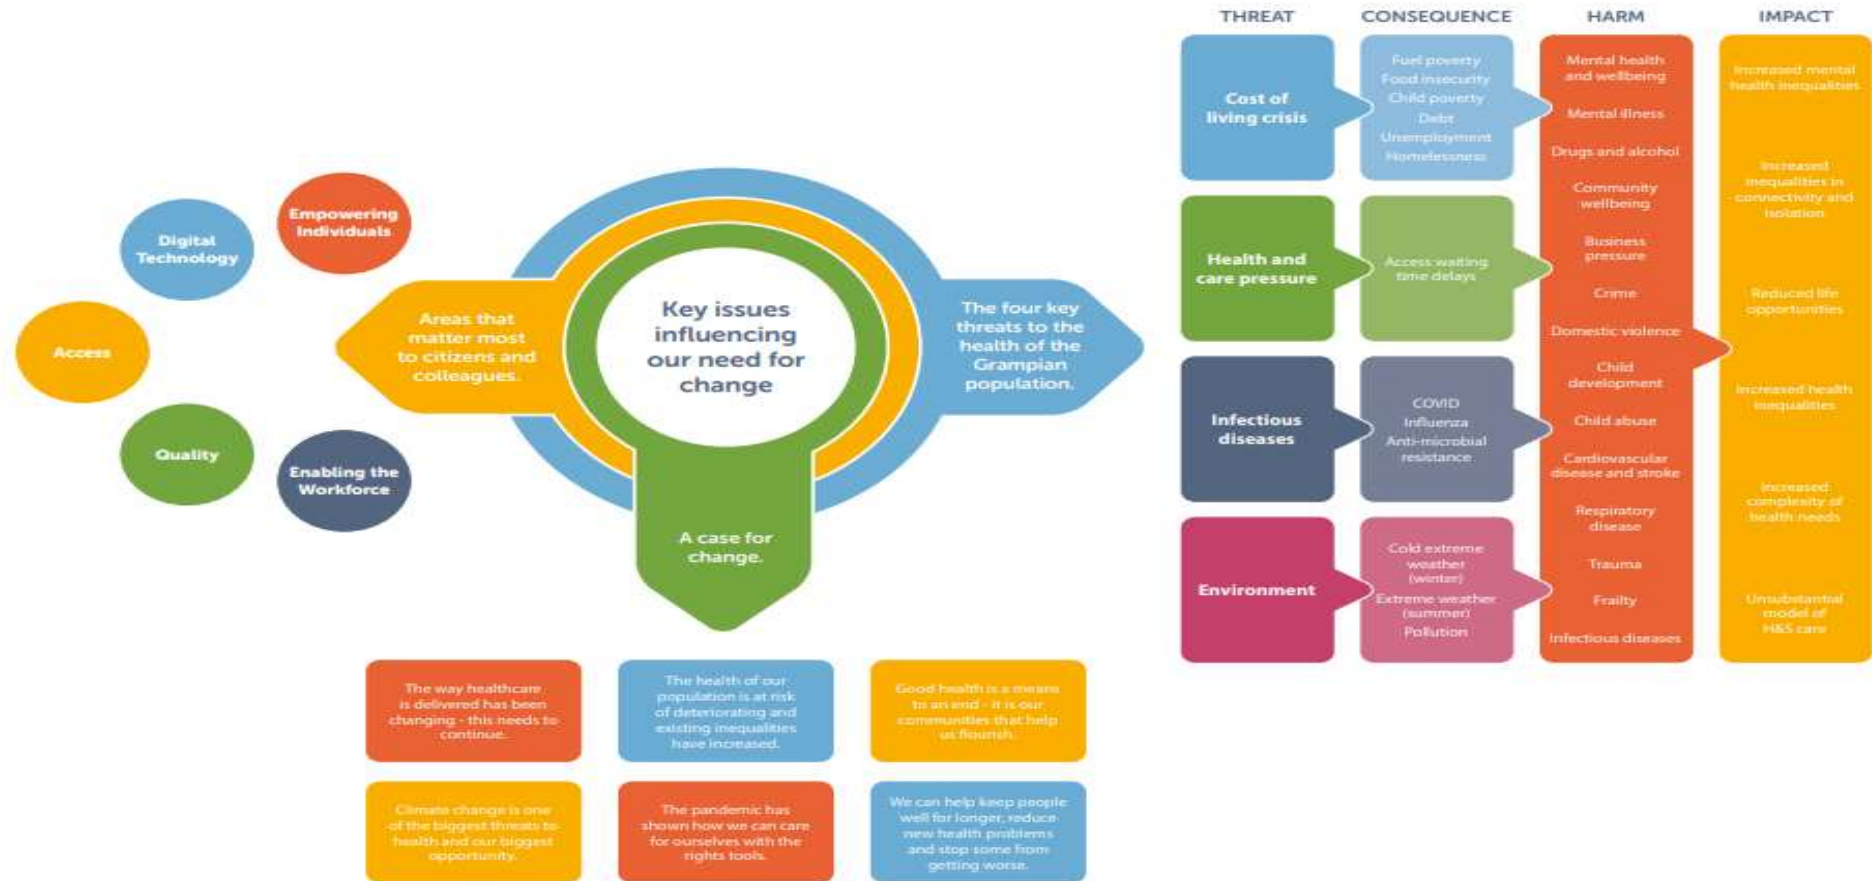 Digital
Technology
Empowering
Individuals
Access
Quality
Enabling the
Workforce
Areas that
matter most
to citizens and
colleagues.
Key issues
influencing
our need for
change
The four key
threats to the
health of the
Grampian
population.
A case for
change.
The way healthcare
is delivered has been
changing - this needs to
continue.
The health of our
population is at risk
of deteriorating and
existing inequalities
have increased.
Good health is a means
to an end - it is our
communities that help
us flourish.
Climate change is one
of the biggest threats to
health and our biggest
opportunity.
The pandemic has
shown how we can care
for ourselves with the
rights tools.
We can help keep people
well for longer, reduce
new health problems
and stop some from
getting worse.
THREAT
Cost of
living crisis
Health and
care pressure
Infectious
diseases
Environment
CONSEQUENCE
Fuel poverty
Food insecurity
Child poverty
Debt
Unemployment
Homelessness
Access waiting
time delays
COVID
Influenza
Anti-microbial
resistance
Cold extreme
weather
(winter)
Extreme weather
(summer)
Pollution
HARM
Mental health
and wellbeing
Mental illness
Drugs and alcohol
Community
wellbeing
Business
pressure
Crime
Domestic violence
Child
development
Child abuse
Cardiovascular
disease and stroke
Respiratory
disease
Trauma
Frailty
Infectious diseases
IMPACT
Increased mental
health inequalities
Increased
inequalities in
connectivity and
isolation
Reduced life
opportunities
Increased health
inequalities
Increased
complexity of
health needs
Unsubstantial
model of
H&S care